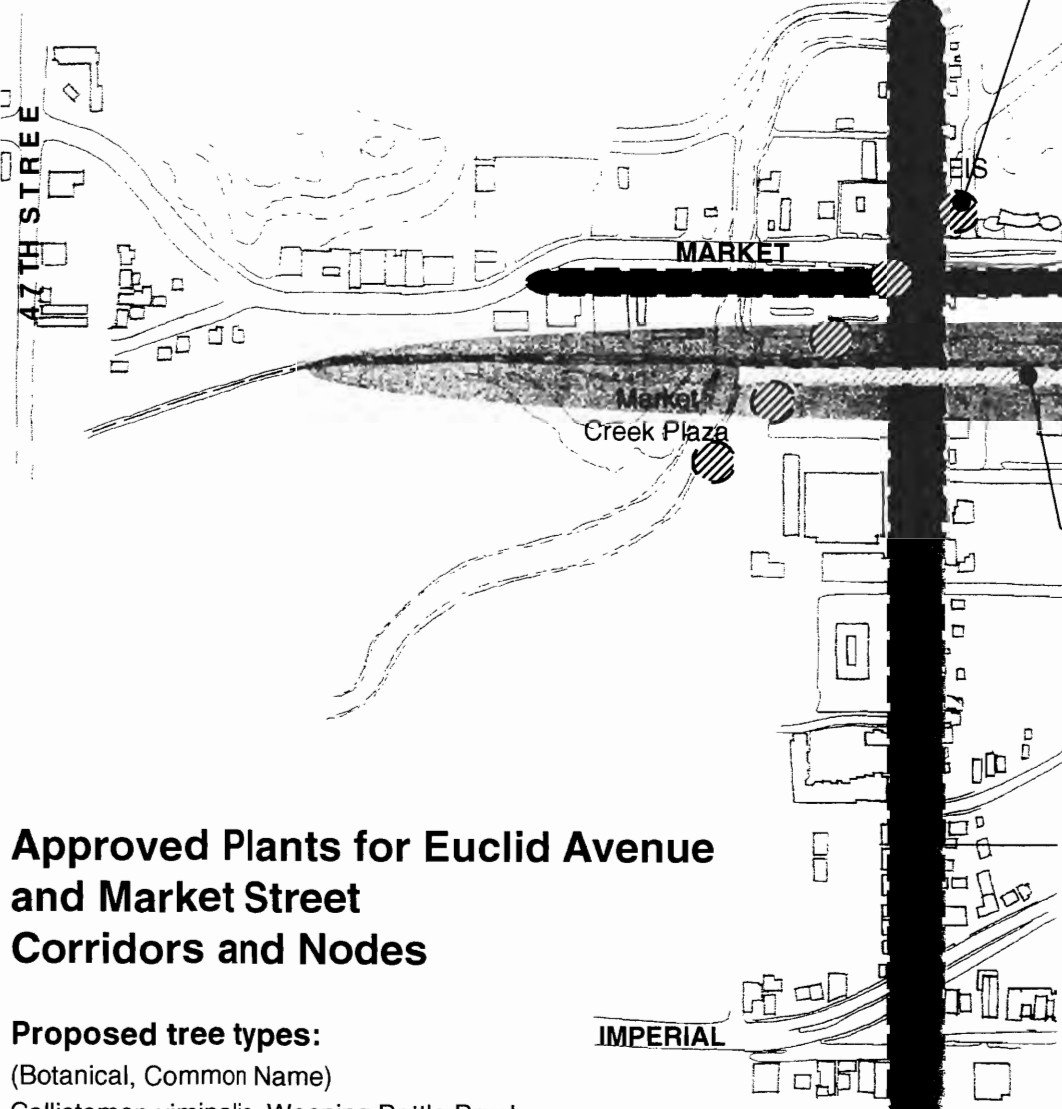 47TH STREET
EIS
MARKET
Market
Creek Plaza
Approved Plants for Euclid Avenue
and Market Street
Corridors and Nodes
Proposed tree types:
IMPERIAL
(Botanical, Common Name)